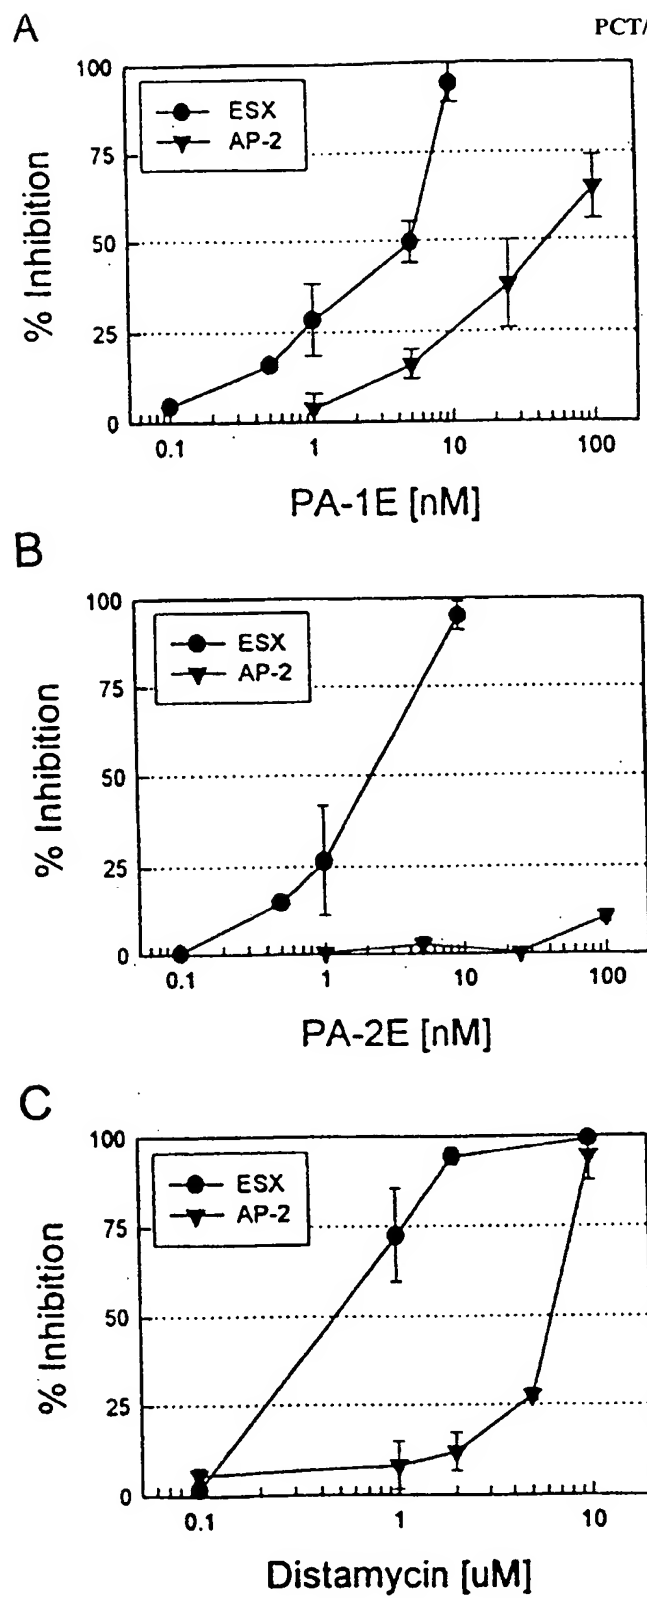 A
PCT/
100
75
50
25
0
% Inhibition
ESX
AP-2
0.1 1 10 100
PA-1E [nM]
B
100
75
50
25
0
% Inhibition
ESX
AP-2
0.1 1 10 100
PA-2E [nM]
C
100
75
50
25
0
% Inhibition
ESX
AP-2
0.1 1 10
Distamycin [uM]